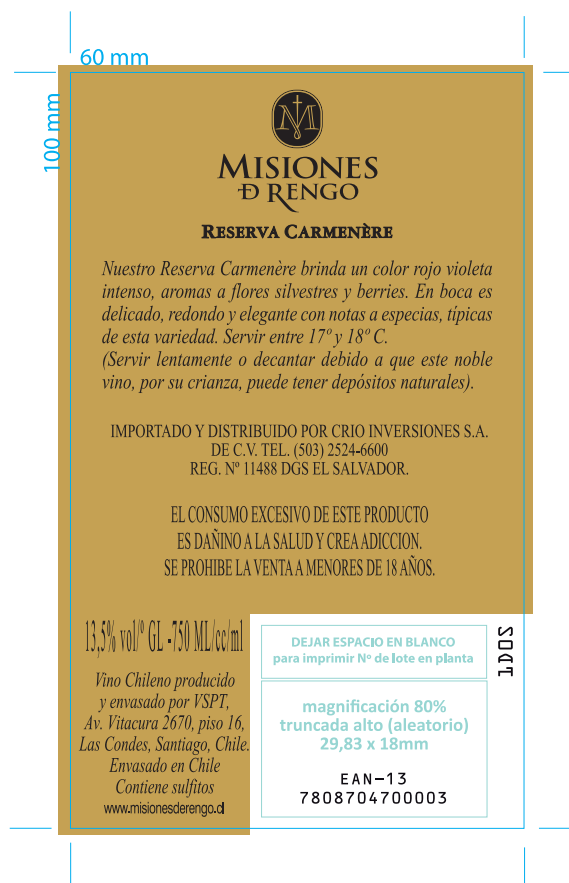 60 mm
100 mm
M
MISIONES
D RENGO
RESERVA CARMENÈRE
Nuestro Reserva Carmenère brinda un color rojo violeta
intenso, aromas a flores silvestres y berries. En boca es
delicado, redondo y elegante con notas a especias, típicas
de esta variedad. Servir entre 17º y 18º C.
(Servir lentamente o decantar debido a que este noble
vino, por su crianza, puede tener depósitos naturales).
IMPORTADO Y DISTRIBUIDO POR CRIO INVERSIONES S.A.
DE C.V. TEL. (503) 2524-6600
REG. Nº 11488 DGS EL SALVADOR.
EL CONSUMO EXCESIVO DE ESTE PRODUCTO
ES DAÑINO A LA SALUD Y CREA ADICCION.
SE PROHIBE LA VENTA A MENORES DE 18 AÑOS.
13,5% vol/º GL -750 ML/cc/ml
Vino Chileno producido
y envasado por VSPT,
Av. Vitacura 2670, piso 16,
Las Condes, Santiago, Chile.
Envasado en Chile
Contiene sulfitos
www.misionesderengo.cl
DEJAR ESPACIO EN BLANCO
para imprimir Nº de lote en planta
magnificación 80%
truncada alto (aleatorio)
29,83 x 18mm
EAN-13
7808704700003